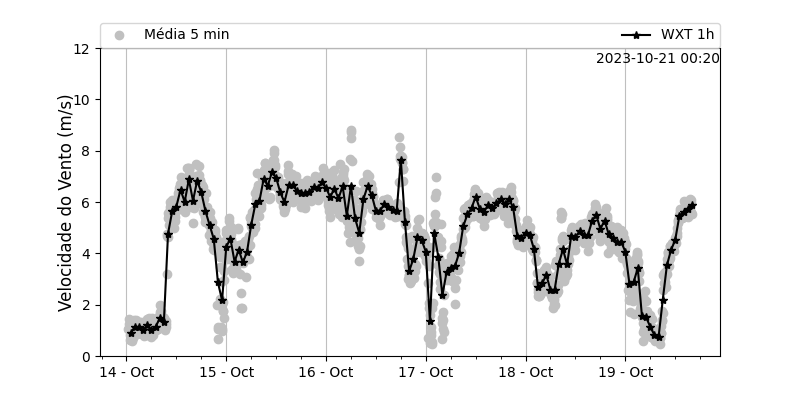 Média 5 min
WXT 1h
2023-10-21 00:20
Velocidade do Vento (m/s)
12
10
8
6
4
2
0
14 - Oct
15 - Oct
16 - Oct
17 - Oct
18 - Oct
19 - Oct